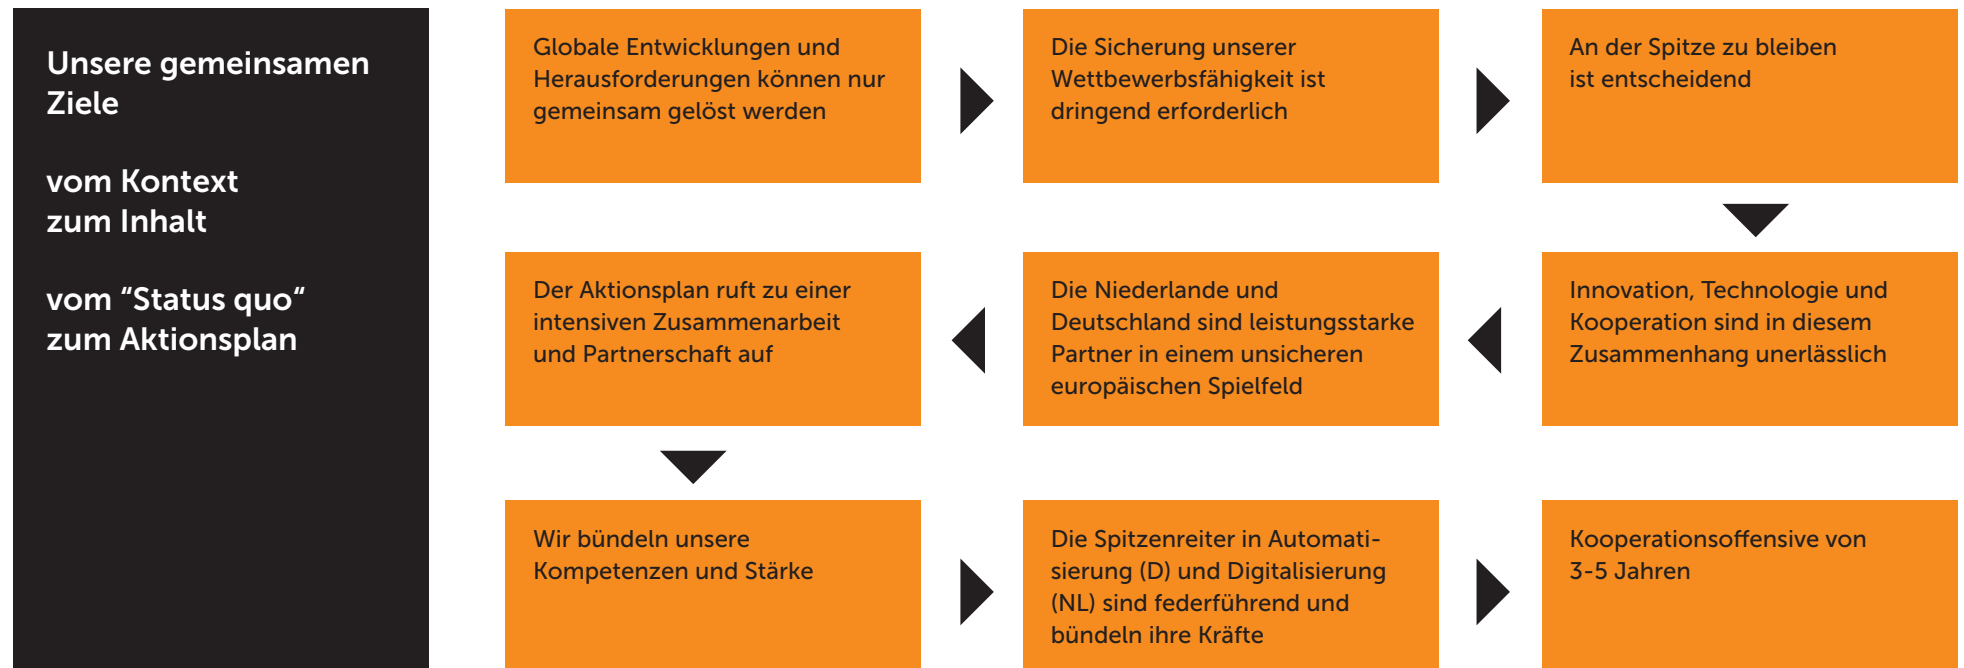 Unsere gemeinsamen
Ziele
vom Kontext
zum Inhalt
vom “Status quo“
zum Aktionsplan
Globale Entwicklungen und
Herausforderungen können nur
gemeinsam gelöst werden
Die Sicherung unserer
Wettbewerbsfähigkeit ist
dringend erforderlich
An der Spitze zu bleiben
ist entscheidend
Innovation, Technologie und
Kooperation sind in diesem
Zusammenhang unerlässlich
Die Niederlande und
Deutschland sind leistungsstarke
Partner in einem unsicheren
europäischen Spielfeld
Der Aktionsplan ruft zu einer
intensiven Zusammenarbeit
und Partnerschaft auf
Wir bündeln unsere
Kompetenzen und Stärke
Die Spitzenreiter in Automati-
sierung (D) und Digitalisierung
(NL) sind federführend und
bündeln ihre Kräfte
Kooperationsoffensive von
3-5 Jahren